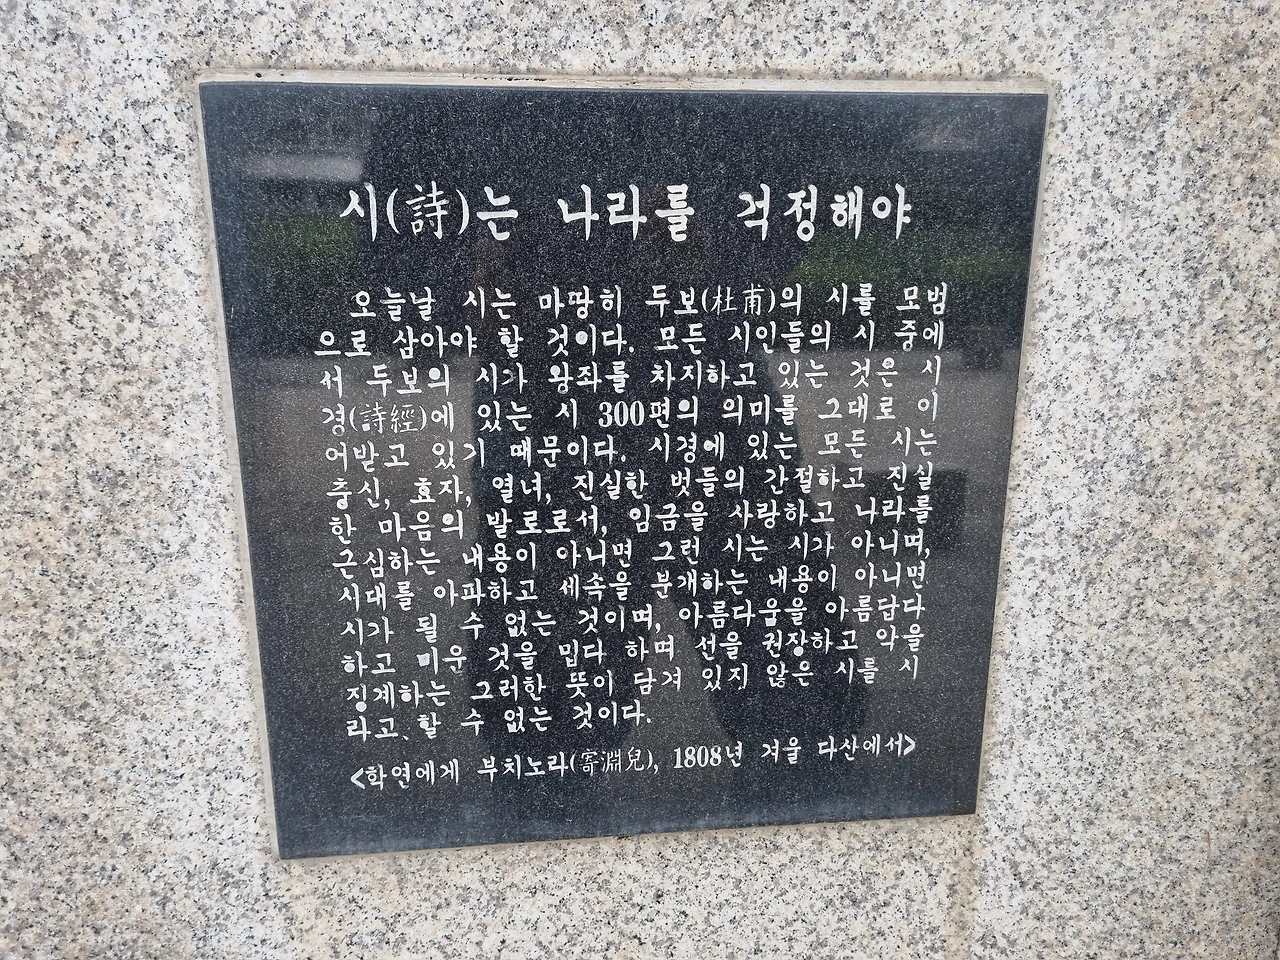 시(詩)는 나라를 걱정해야
오늘날 시는 마땅히 두보(杜甫)의 시를 모범
으로 삼아야 할 것이다. 모든 시인들의 시 중에
서 두보의 시가 왕좌를 차지하고 있는 것은 시
경(詩經)에 있는 시 300편의 의미를 그대로 이
어받고 있기 때문이다. 시경에 있는 모든 시는
충신, 효자, 열녀, 진실한 벗들의 간절하고 진실
한 마음의 발로로서, 임금을 사랑하고 나라를
근심하는 내용이 아니면 그런 시는 시가 아니며,
시대를 아파하고 세속을 분개하는 내용이 아니면
시가 될 수 없는 것이며, 아름다움을 아름답다
하고 미운 것을 밉다 하며 선을 권장하고 악을
징계하는 그러한 뜻이 담겨 있지 않은 시를 시
라고 할 수 없는 것이다.
<학연에게 부치노라(寄淵兒), 1808년 겨울 다산에서>